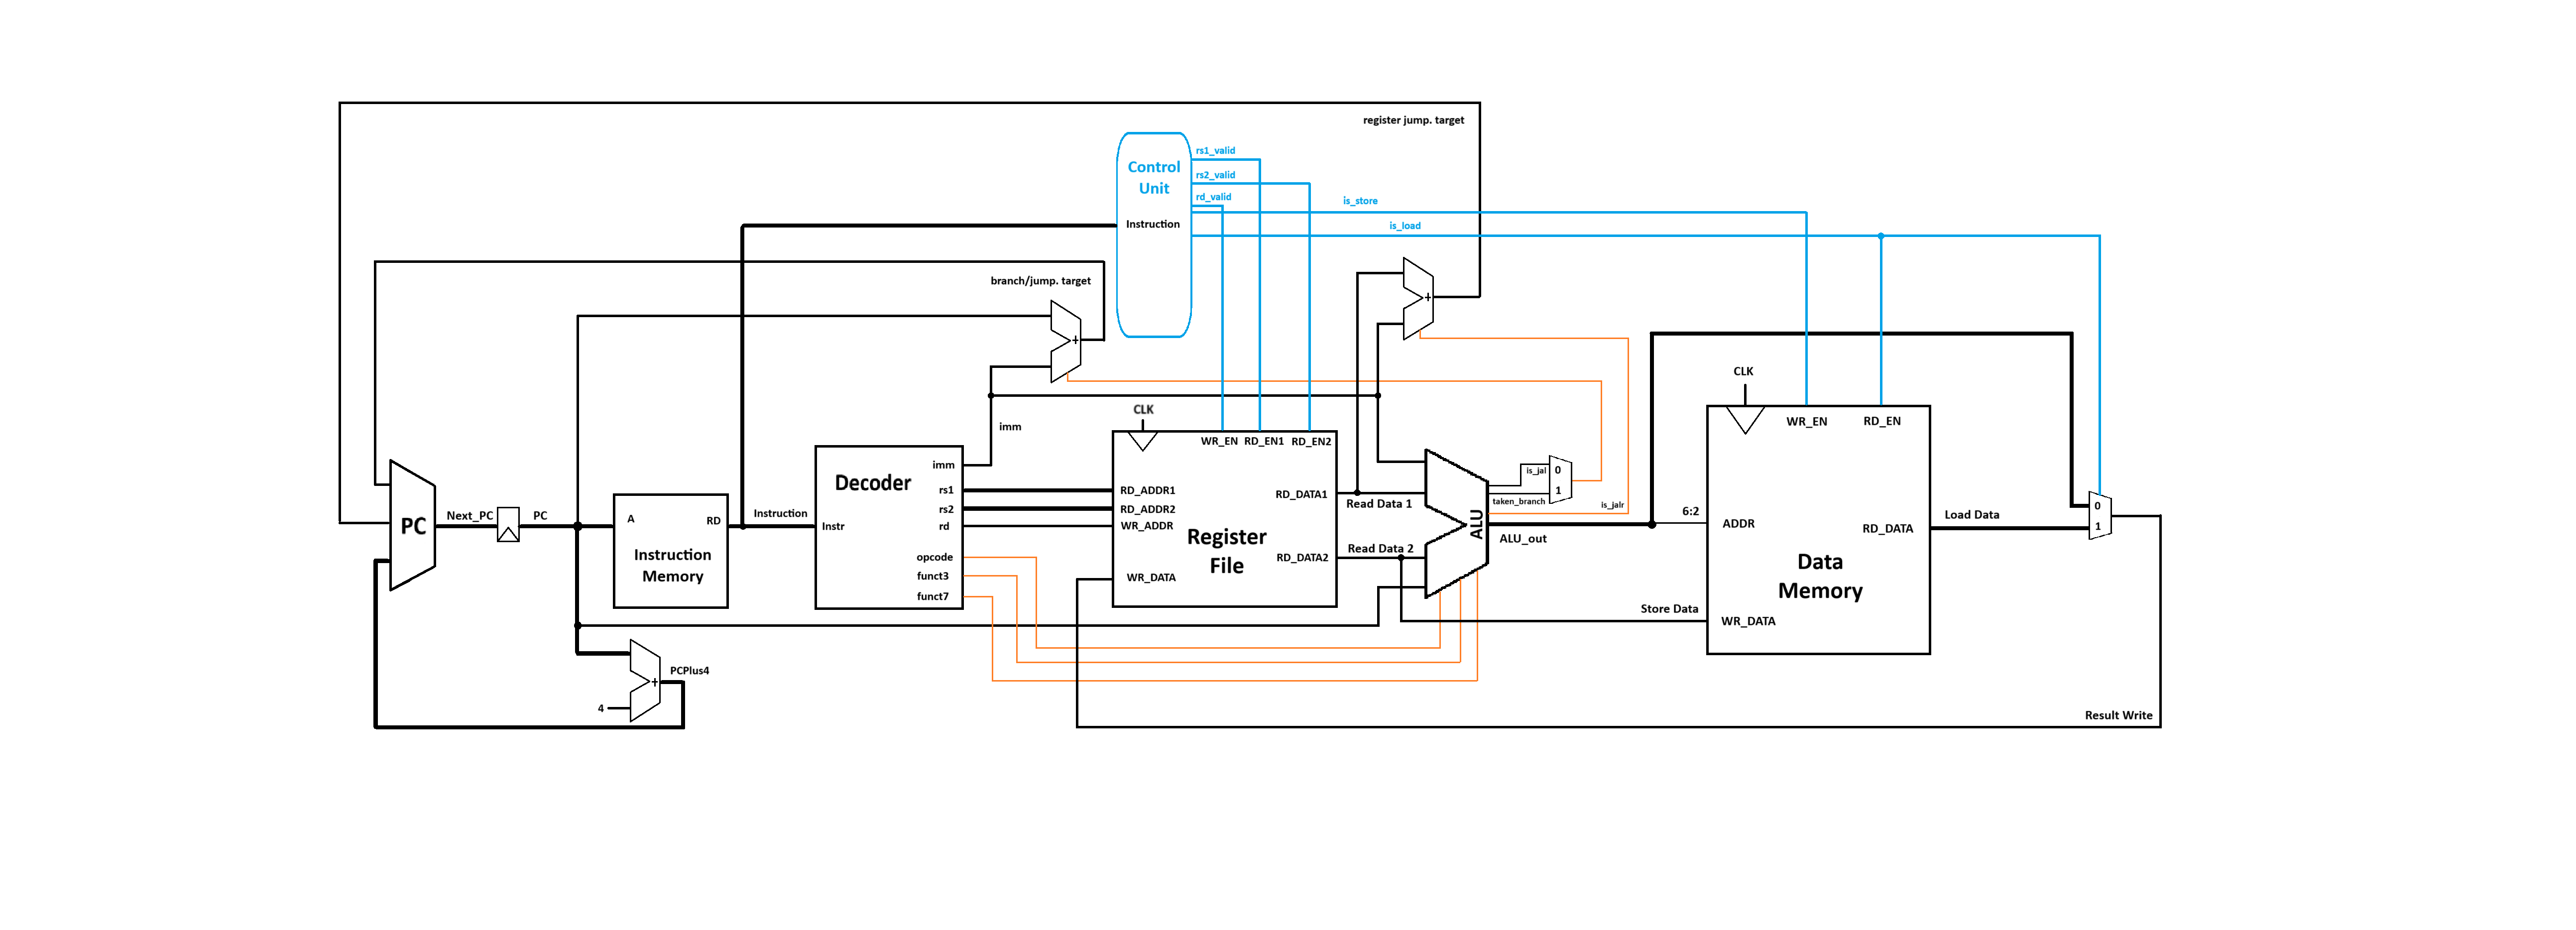 register jump. target
rs1_valid
Control
Unit
rs2_valid
rd_valid
is_store
Instruction
is_load
branch/jump. target
+
+
CLK
CLK
imm
WR_EN
RD_EN1
RD_EN2
WR_EN
RD_EN
Decoder
imm
rs1
rs2
rd
Instr
opcode
funct3
funct7
RD_ADDR1
RD_ADDR2
WR_ADDR
WR_DATA
Register
File
RD_DATA1
RD_DATA2
Read Data 1
Read Data 2
ALU
is_jal
0
1
taken_branch
is_jalr
ALU_out
6:2
ADDR
RD_DATA
Data
Memory
Store Data
WR_DATA
Load Data
0
1
PC
Next_PC
PC
A
RD
Instruction
Memory
Instruction
PCPlus4
+
4
Result Write